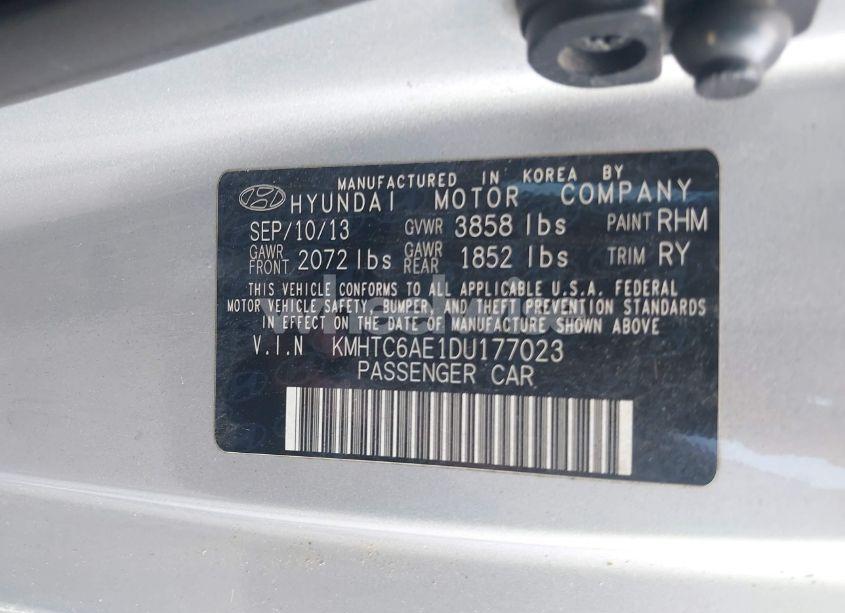 MANUFACTURED IN KOREA BY
HYUNDAI MOTOR COMPANY
SEP/10/13 GVWR 3858 lbs PAINT RHM
GAWR FRONT 2072 lbs GAWR REAR 1852 lbs TRIM RY
THIS VEHICLE CONFORMS TO ALL APPLICABLE U.S.A. FEDERAL
MOTOR VEHICLE SAFETY, BUMPER, AND THEFT PREVENTION STANDARDS
IN EFFECT ON THE DATE OF MANUFACTURE SHOWN ABOVE.
V.I.N KMHTC6AE1DU177023
PASSENGER CAR